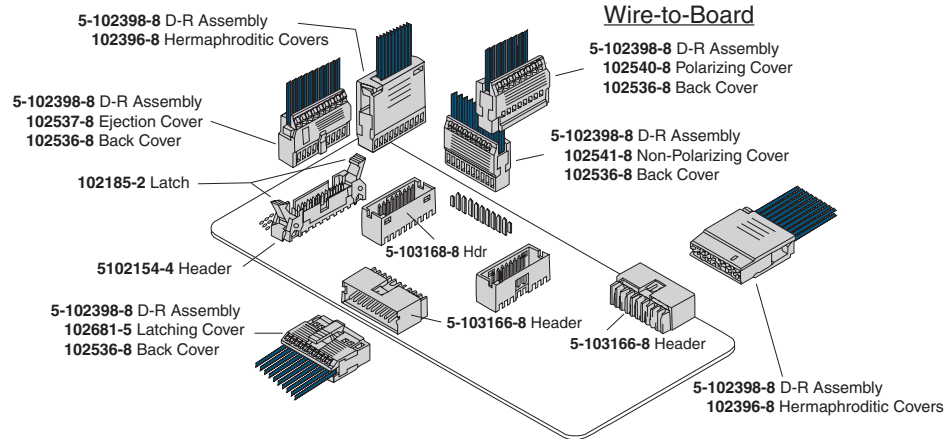 Wire-to-Board
5-102398-8 D-R Assembly
102396-8 Hermaphroditic Covers
5-102398-8 D-R Assembly
102540-8 Polarizing Cover
102536-8 Back Cover
5-102398-8 D-R Assembly
102537-8 Ejection Cover
102536-8 Back Cover
5-102398-8 D-R Assembly
102541-8 Non-Polarizing Cover
102536-8 Back Cover
102185-2 Latch
5-103168-8 Hdr
5102154-4 Header
5-102398-8 D-R Assembly
102681-5 Latching Cover
102536-8 Back Cover
5-103166-8 Header
5-103166-8 Header
5-102398-8 D-R Assembly
102396-8 Hermaphroditic Covers